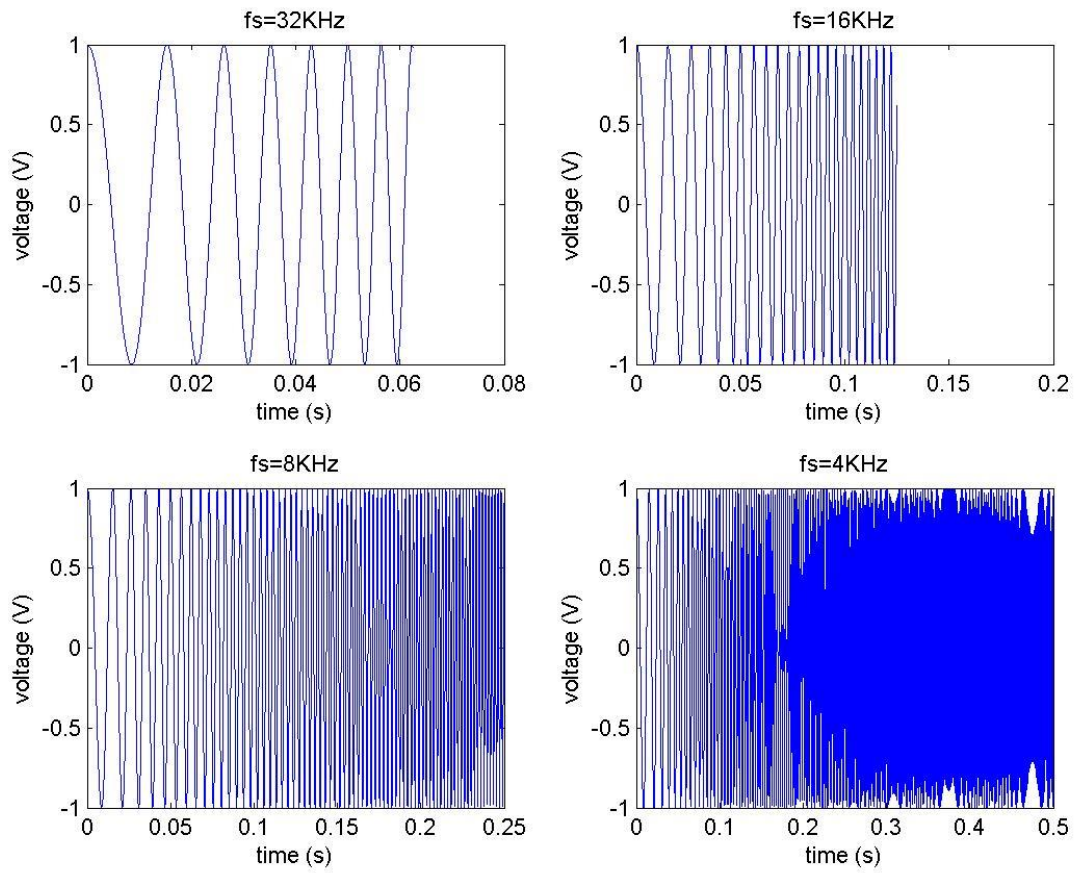 fs=32KHz
1
0.5
0
-0.5
-1
voltage (V)
0 0.02 0.04 0.06 0.08
time (s)
fs=16KHz
1
0.5
0
-0.5
-1
voltage (V)
0 0.05 0.1 0.15 0.2
time (s)
fs=8KHz
1
0.5
0
-0.5
-1
voltage (V)
0 0.05 0.1 0.15 0.2 0.25
time (s)
fs=4KHz
1
0.5
0
-0.5
-1
voltage (V)
0 0.1 0.2 0.3 0.4 0.5
time (s)